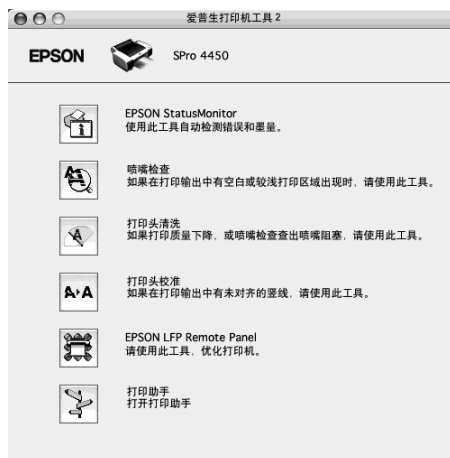 爱普生打印机工具 2
EPSON
SPro 4450
EPSON StatusMonitor
使用此工具自动检测错误和墨量。
喷嘴检查
如果在打印输出中有空白或较浅打印区域出现时，请使用此工具。
打印头清洗
如果打印质量下降，或喷嘴检查查出喷嘴阻塞，请使用此工具。
打印头校准
如果在打印输出中有未对齐的竖线，请使用此工具。
EPSON LFP Remote Panel
请使用此工具，优化打印机。
打印助手
打开打印助手